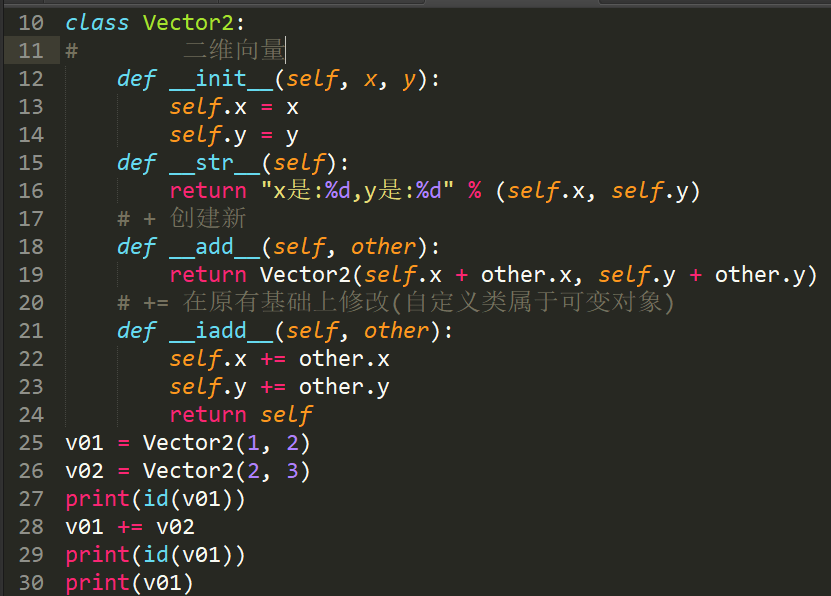 10 class Vector2:
11 #        二维向量
12     def __init__(self, x, y):
13         self.x = x
14         self.y = y
15     def __str__(self):
16         return "x是:%d,y是:%d" % (self.x, self.y)
17     # + 创建新
18     def __add__(self, other):
19         return Vector2(self.x + other.x, self.y + other.y)
20     # += 在原有基础上修改(自定义类属于可变对象)
21     def __iadd__(self, other):
22         self.x += other.x
23         self.y += other.y
24         return self
25 v01 = Vector2(1, 2)
26 v02 = Vector2(2, 3)
27 print(id(v01))
28 v01 += v02
29 print(id(v01))
30 print(v01)